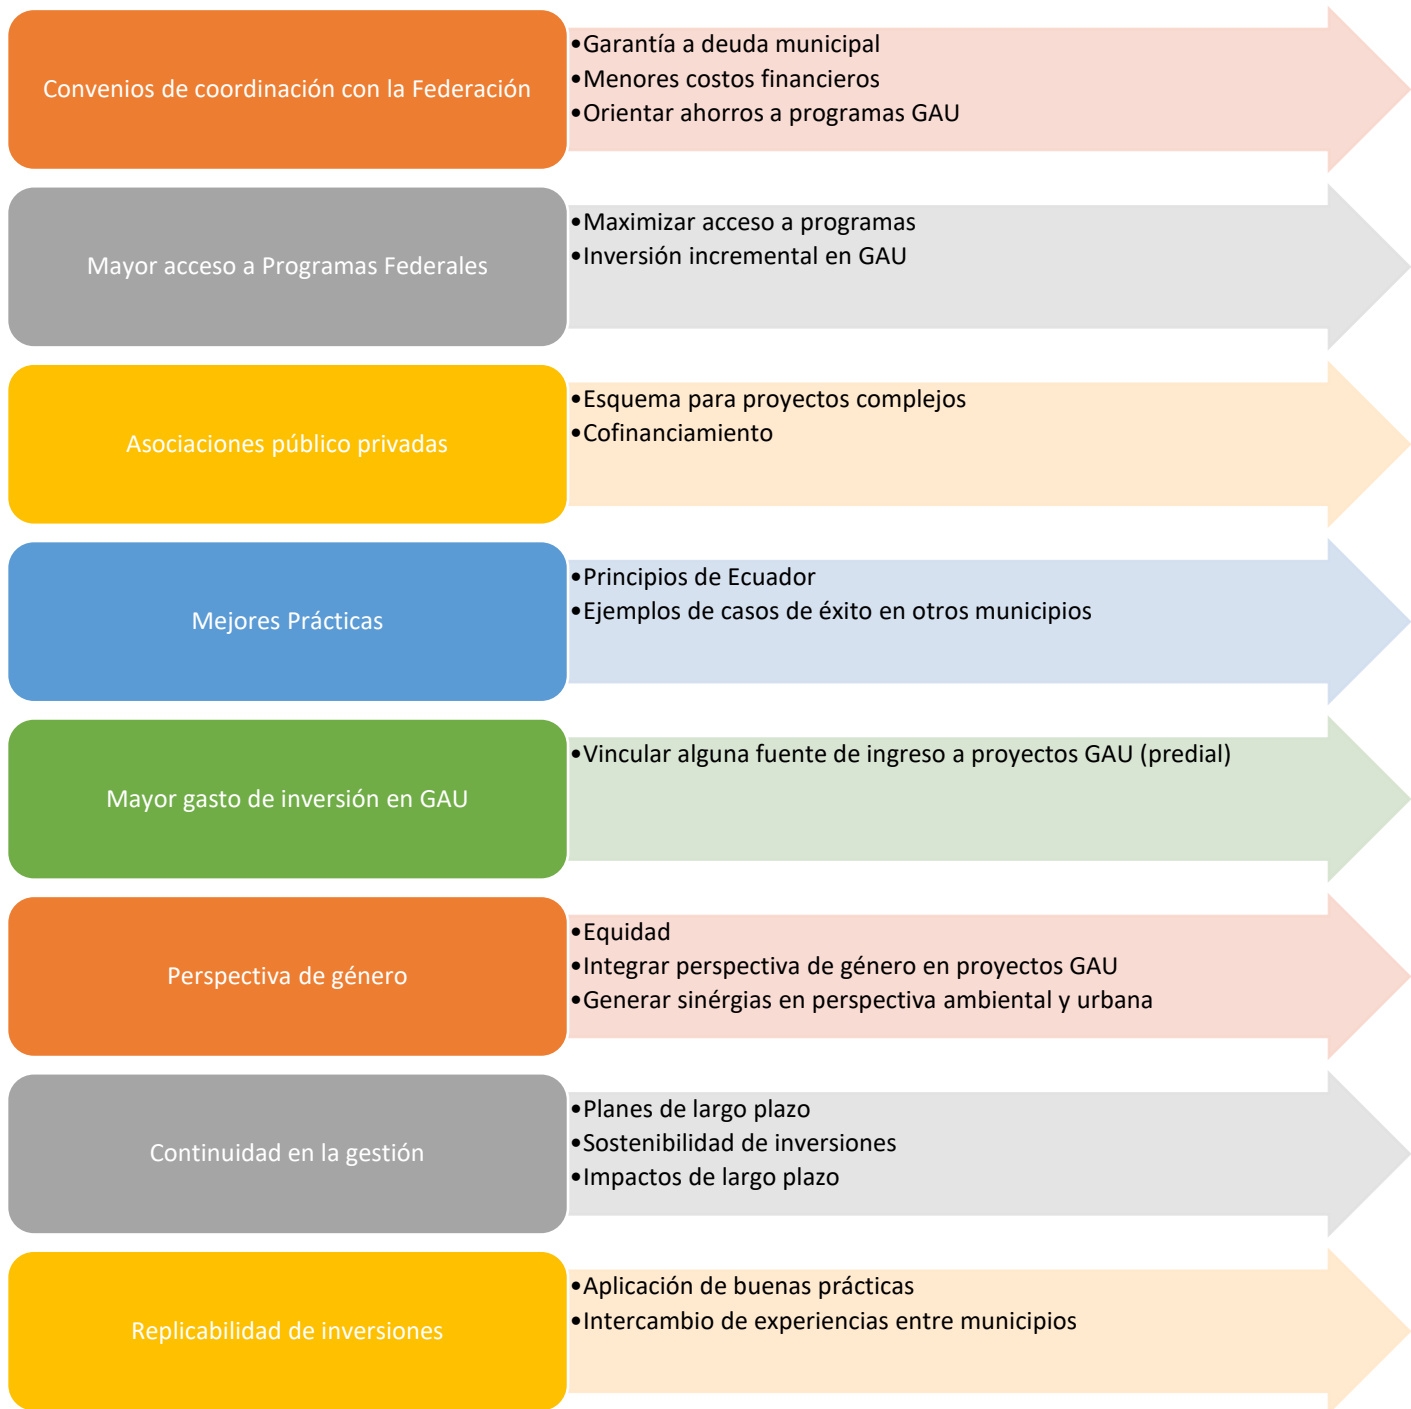 Convenios de coordinación con la Federación
•Garantía a deuda municipal
•Menores costos financieros
•Orientar ahorros a programas GAU
Mayor acceso a Programas Federales
•Maximizar acceso a programas
•Inversión incremental en GAU
Asociaciones público privadas
•Esquema para proyectos complejos
•Cofinanciamiento
Mejores Prácticas
•Principios de Ecuador
•Ejemplos de casos de éxito en otros municipios
Mayor gasto de inversión en GAU
•Vincular alguna fuente de ingreso a proyectos GAU (predial)
Perspectiva de género
•Equidad
•Integrar perspectiva de género en proyectos GAU
•Generar sinérgias en perspectiva ambiental y urbana
Continuidad en la gestión
•Planes de largo plazo
•Sostenibilidad de inversiones
•Impactos de largo plazo
Replicabilidad de inversiones
•Aplicación de buenas prácticas
•Intercambio de experiencias entre municipios